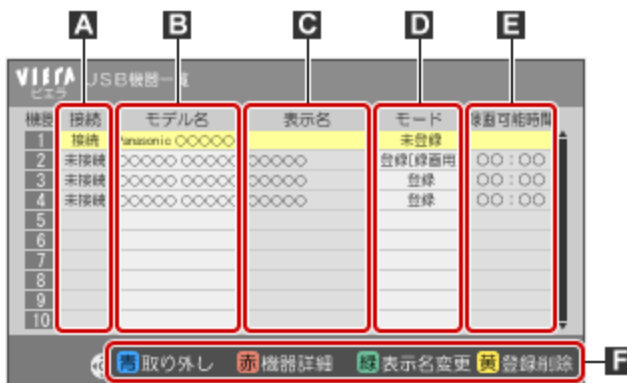 A B C D E
VIErA USB機器一覧
ビエラ
機器 接続 モデル名 表示名 モード 録画可能時間
1 接続 Panasonic ○○○○○ 未登録
2 未接続 ○○○○○ ○○○○○ ○○○○○ 登録[録画用 ○○:○○
3 未接続 ○○○○○ ○○○○○ ○○○○○ 登録 ○○:○○
4 未接続 ○○○○○ ○○○○○ ○○○○○ 登録 ○○:○○
5
6
7
8
9
10
青 取り外し 赤 機器詳細 緑 表示名変更 黄 登録削除 F